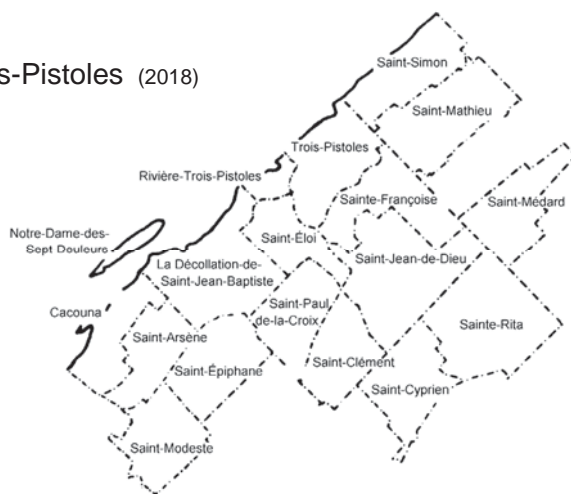 s-Pistoles (2018)
Saint-Simon
Saint-Mathieu
Trois-Pistoles
Rivière-Trois-Pistoles
Sainte-Françoise
Saint-Médard
Notre-Dame-des-
Sept Douleurs
Saint-Éloi
Saint-Jean-de-Dieu
La Décollation-de-
Saint-Jean-Baptiste
Cacouna
Saint-Paul
de-la-Croix
Sainte-Rita
Saint-Arsène
Saint-Clément
Saint-Épiphane
Saint-Cyprien
Saint-Modeste